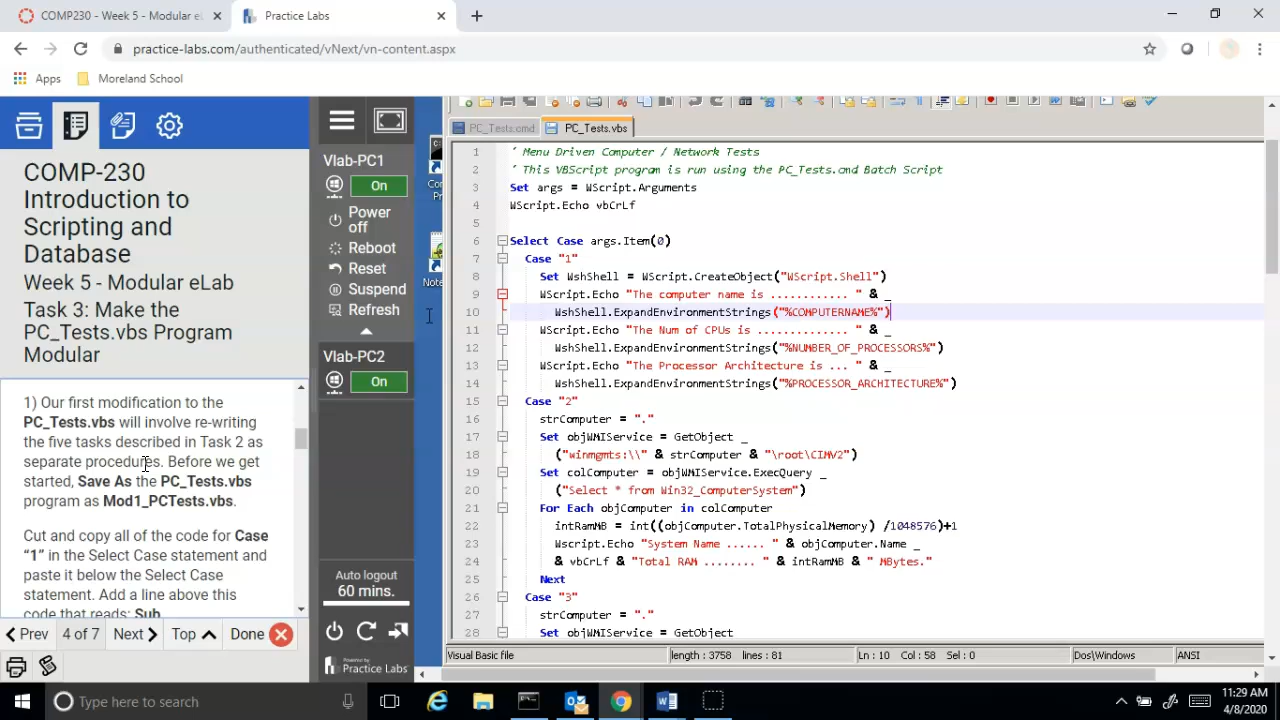 COMP230 - Week 5 - Modular eL
Practice Labs
practice-labs.com/authenticated/vNext/vn-content.aspx
Apps
Moreland School
COMP-230
Introduction to
Scripting and
Database
Week 5 - Modular eLab
Task 3: Make the
PC_Tests.vbs Program
Modular
1) Our first modification to the
PC_Tests.vbs will involve re-writing
the five tasks described in Task 2 as
separate procedures. Before we get
started, Save As the PC_Tests.vbs
program as Mod1_PCTests.vbs.
Cut and copy all of the code for Case
“1” in the Select Case statement and
paste it below the Select Case
statement. Add a line above this
code that reads: Sub
Prev
4 of 7
Next
Top
Done
Vlab-PC1
On
Power
off
Reboot
Reset
Suspend
Refresh
Vlab-PC2
On
Auto logout
60 mins.
Powered by
Practice Labs
Con
Pr
Note
PC_Tests.cmd
PC_Tests.vbs
1 ' Menu Driven Computer / Network Tests
2 ' This VBScript program is run using the PC_Tests.cmd Batch Script
3 Set args = WScript.Arguments
4 WScript.Echo vbCrLf
5
6 Select Case args.Item(0)
7 Case "1"
8 Set WshShell = WScript.CreateObject("WScript.Shell")
9 WScript.Echo "The computer name is ............ " & _
10 WshShell.ExpandEnvironmentStrings("%COMPUTERNAME%")
11 WScript.Echo "The Num of CPUs is .............. " & _
12 WshShell.ExpandEnvironmentStrings("%NUMBER_OF_PROCESSORS%")
13 WScript.Echo "The Processor Architecture is ... " & _
14 WshShell.ExpandEnvironmentStrings("%PROCESSOR_ARCHITECTURE%")
15 Case "2"
16 strComputer = "."
17 Set objWMIService = GetObject _
18 ("winmgmts:\\" & strComputer & "\root\CIMV2")
19 Set colComputer = objWMIService.ExecQuery _
20 ("Select * from Win32_ComputerSystem")
21 For Each objComputer in colComputer
22 intRamMB = int((objComputer.TotalPhysicalMemory) /1048576)+1
23 Wscript.Echo "System Name ...... " & objComputer.Name _
24 & vbCrLf & "Total RAM ........ " & intRamMB & " MBytes."
25 Next
26 Case "3"
27 strComputer = "."
28 Set objWMIService = GetObject
Visual Basic file
length : 3758 lines : 81
Ln : 10 Col : 58 Sel : 0
Dos\Windows
ANSI
Type here to search
11:29 AM
4/8/2020